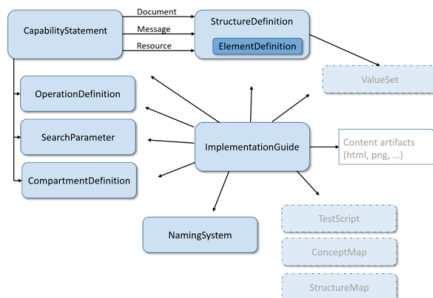 Document
CapabilityStatement
Message
Resource
StructureDefinition
ElementDefinition
ValueSet
OperationDefinition
SearchParameter
CompartmentDefinition
ImplementationGuide
Content artifacts
(html, png, ...)
NamingSystem
TestScript
ConceptMap
StructureMap